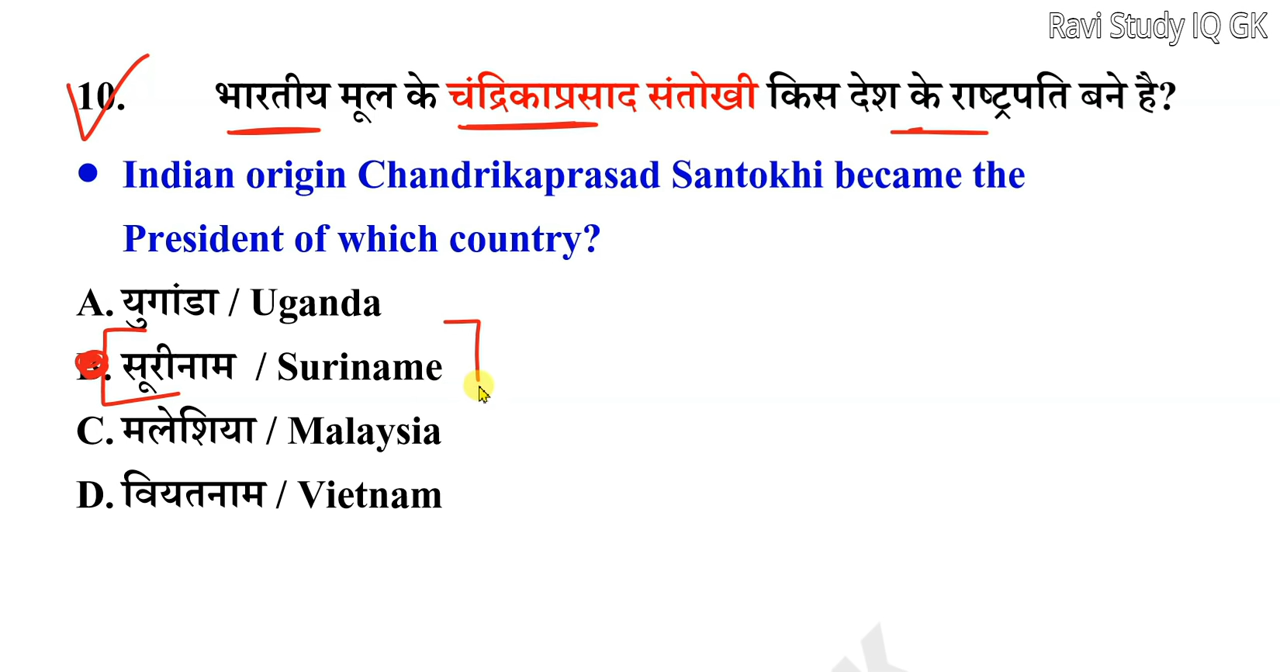 Ravi Study IQ GK
10. भारतीय मूल के चंद्रिकाप्रसाद संतोखी किस देश के राष्ट्रपति बने है?
• Indian origin Chandrikaprasad Santokhi became the
President of which country?
A. युगांडा / Uganda
B. सूरीनाम / Suriname
C. मलेशिया / Malaysia
D. वियतनाम / Vietnam